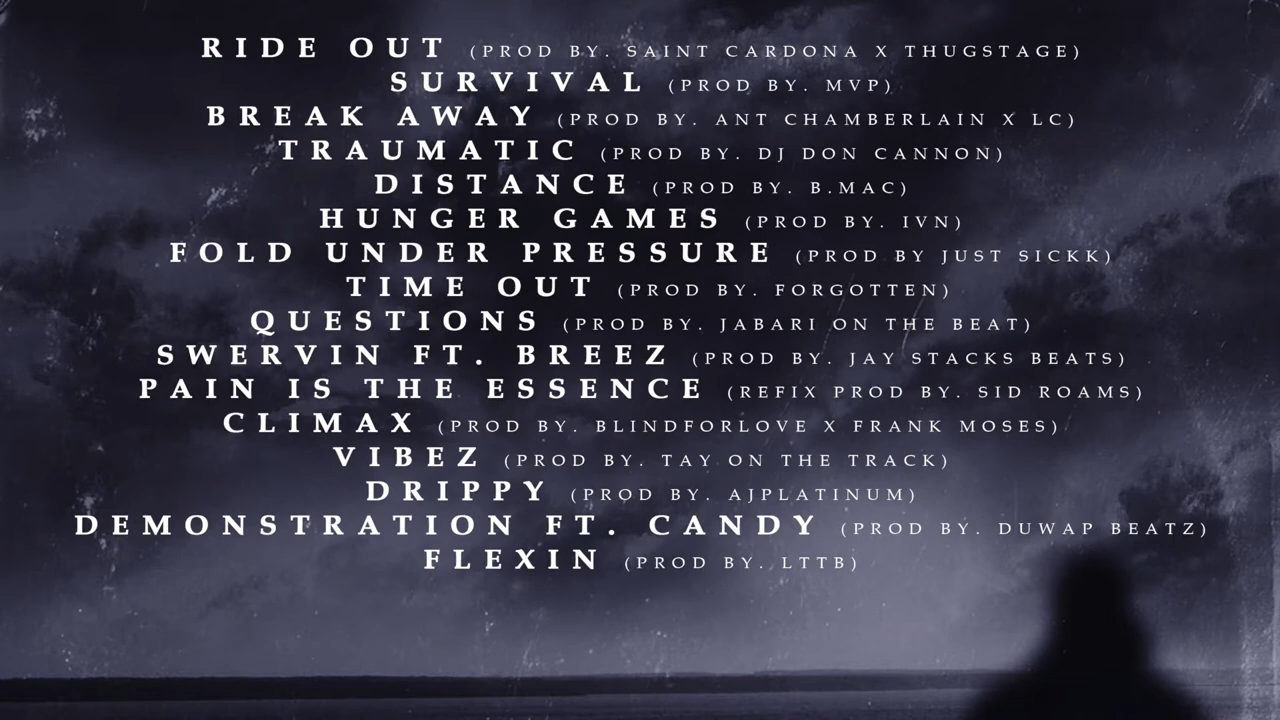 RIDE OUT (PROD BY. SAINT CARDONA X THUGSTAGE)
SURVIVAL (PROD BY. MVP)
BREAK AWAY (PROD BY. ANT CHAMBERLAIN X LC)
TRAUMATIC (PROD BY. DJ DON CANNON)
DISTANCE (PROD BY. B.MAC)
HUNGER GAMES (PROD BY. IVN)
FOLD UNDER PRESSURE (PROD BY JUST SICKK)
TIME OUT (PROD BY. FORGOTTEN)
QUESTIONS (PROD BY. JABARI ON THE BEAT)
SWERVIN FT. BREEZ (PROD BY. JAY STACKS BEATS)
PAIN IS THE ESSENCE (REFIX PROD BY. SID ROAMS)
CLIMAX (PROD BY. BLINDFORLOVE X FRANK MOSES)
VIBEZ (PROD BY. TAY ON THE TRACK)
DRIPPY (PROD BY. AJPLATINUM)
DEMONSTRATION FT. CANDY (PROD BY. DUWAP BEATZ)
FLEXIN (PROD BY. LTTB)